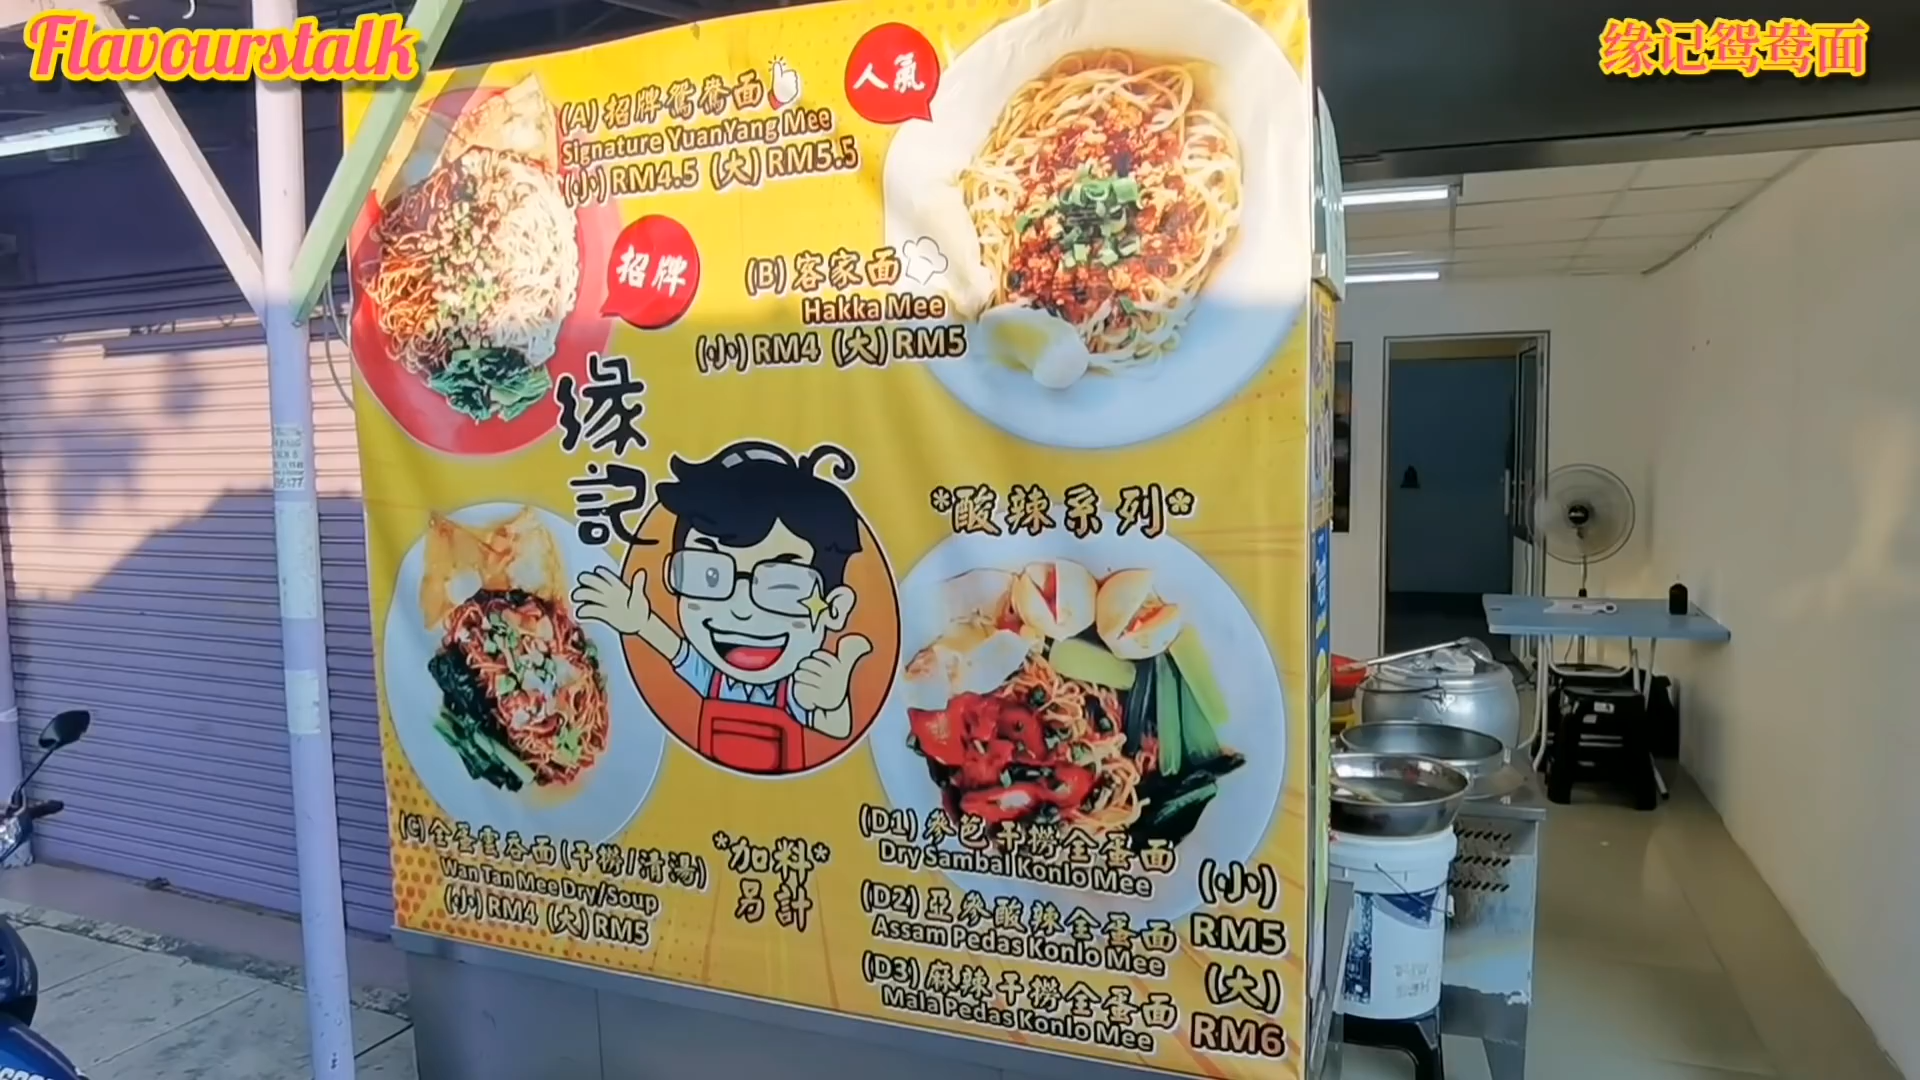 Flavourstalk
缘记鸳鸯面
(A) 招牌鴛鴦面
Signature YuanYang Mee
(小) RM4.5 (大) RM5.5
人氣
招牌
(B) 客家面
Hakka Mee
(小) RM4 (大) RM5
缘記
*酸辣系列*
(C) 全蛋雲吞面 (干撈/清湯)
Wan Tan Mee Dry/Soup
(小) RM4 (大) RM5
*加料*
另計
(D1) 參芭干撈全蛋面
Dry Sambal Konlo Mee
(D2) 亞參酸辣全蛋面
Assam Pedas Konlo Mee
(D3) 麻辣干撈全蛋面
Mala Pedas Konlo Mee
(小)
RM5
(大)
RM6